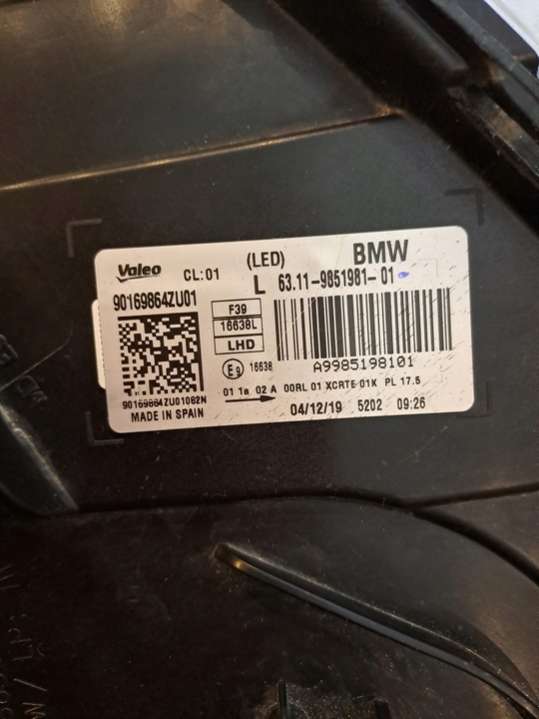 Valeo CL:01 (LED) BMW
90169864ZU01 L 63.11-9851981-01
F39
16638L
LHD
E9 16638
A9985198101
01 1a 02 A 00RL 01 XCRTE 01K PL 17.5
90169864ZU01082N
MADE IN SPAIN 04/12/19 5202 09:26